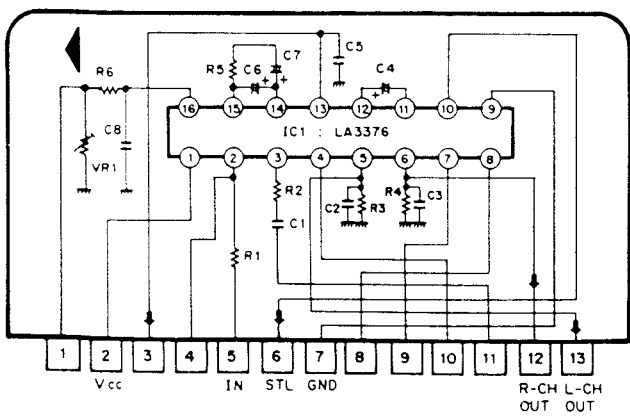 C7
C5
R5
C6
C4
R6
+
+
+
16
15
14
13
12
11
10
9
C8
IC1 : LA3376
VR1
1
2
3
4
5
6
7
8
R2
C2
R3
R4
C3
C1
R1
1
2
3
4
5
6
7
8
9
10
11
12
13
Vcc
IN
STL
GND
R-CH
OUT
L-CH
OUT